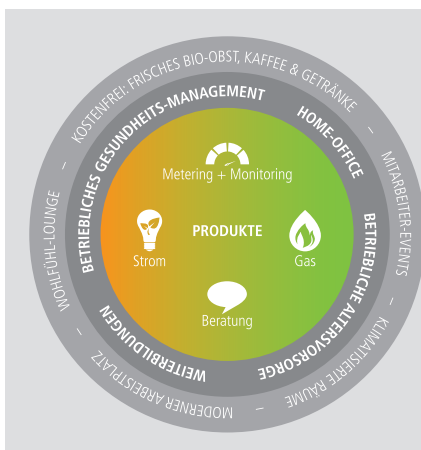 KOSTENFREI: FRISCHES BIO-OBST, KAFFEE & GETRÄNKE –
MITARBEITER-EVENTS –
KLIMATISIERTE RÄUME –
MODERNER ARBEISTPLATZ –
WOHLFÜHL-LOUNGE –
BETRIEBLICHES GESUNDHEITS-MANAGEMENT
HOME-OFFICE
BETRIEBLICHE ALTERSVORSORGE
WEITERBILDUNGEN
Metering + Monitoring
PRODUKTE
Strom
Gas
Beratung